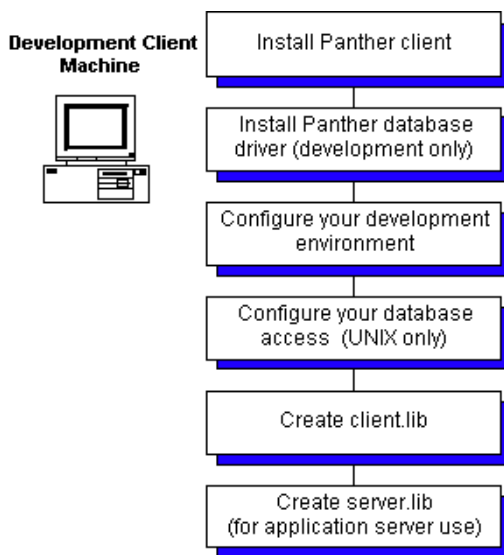 Development Client
Machine
Install Panther client
Install Panther database
driver (development only)
Configure your development
environment
Configure your database
access (UNIX only)
Create client.lib
Create server.lib
(for application server use)